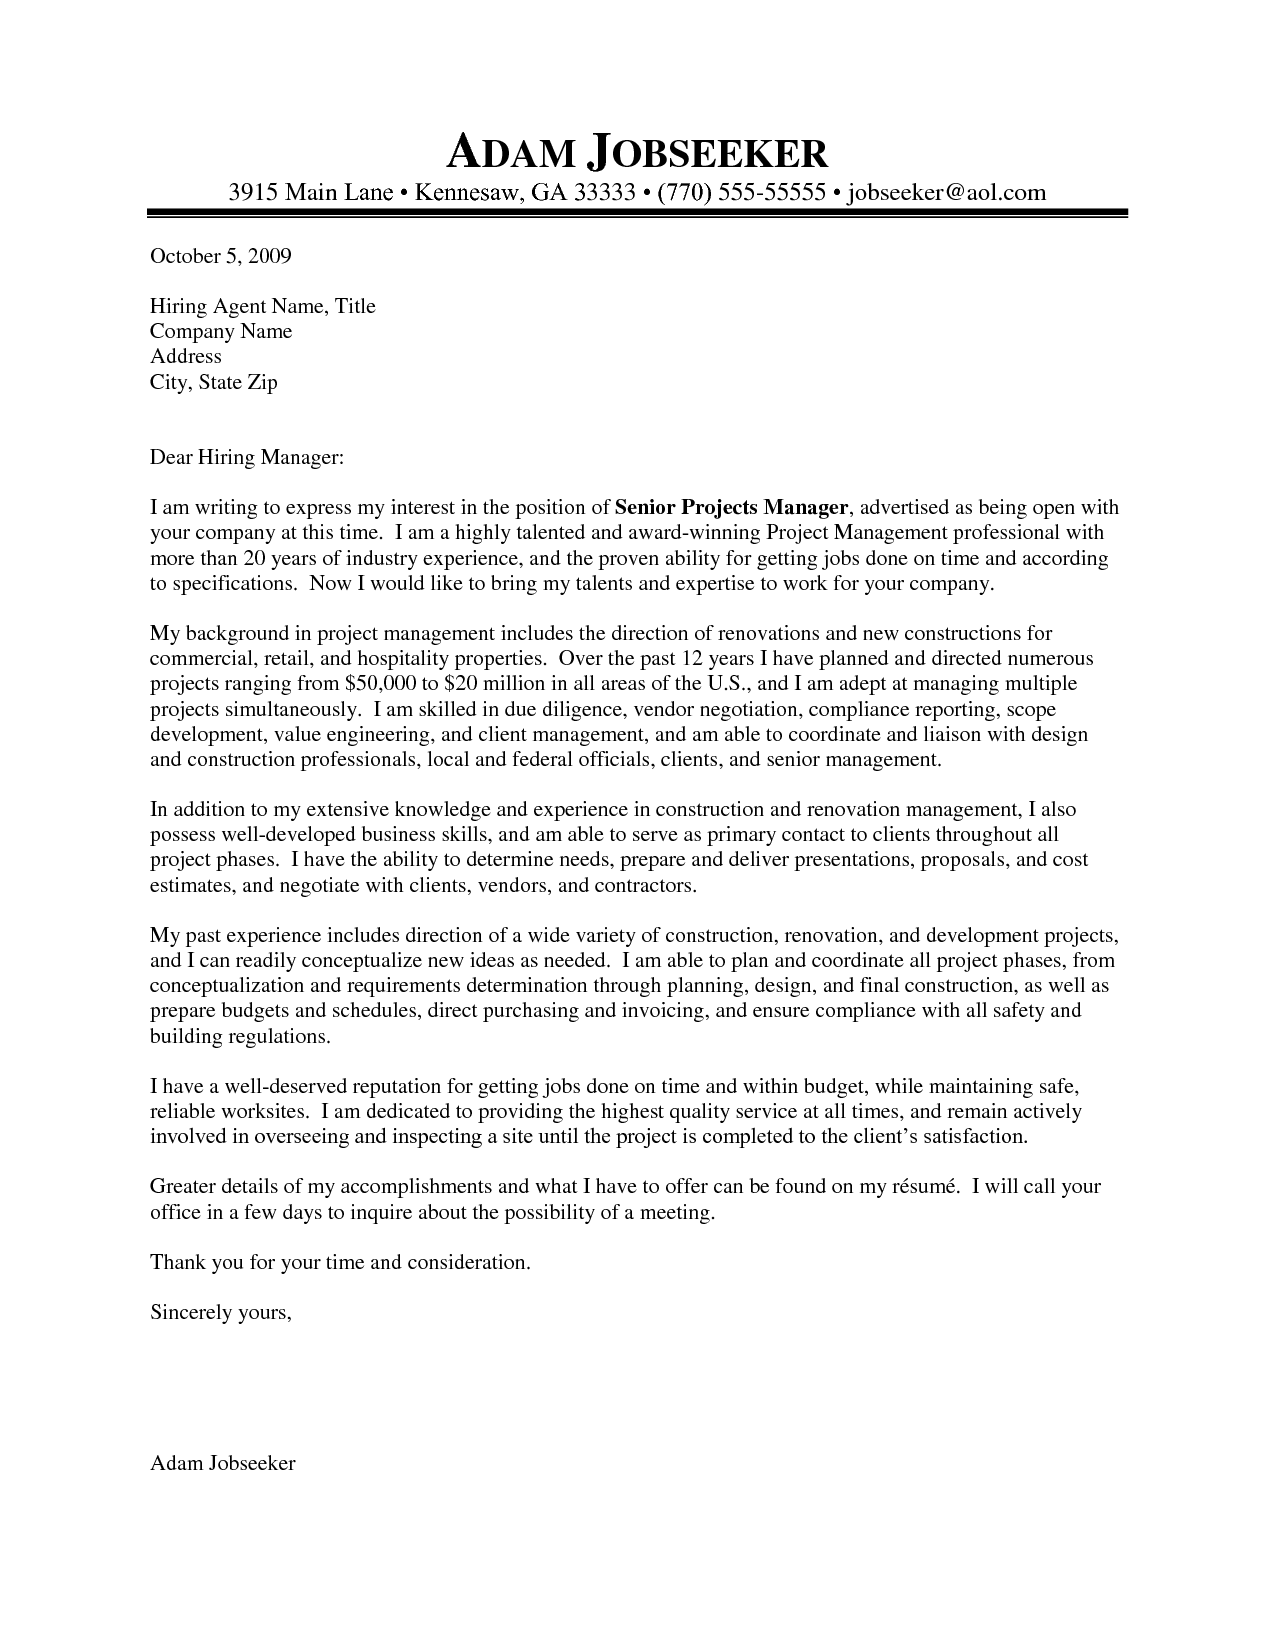 ADAM JOBSEEKER
3915 Main Lane • Kennesaw, GA 33333 • (770) 555-55555 • jobseeker@aol.com
October 5, 2009
Hiring Agent Name, Title
Company Name
Address
City, State Zip
Dear Hiring Manager:
I am writing to express my interest in the position of Senior Projects Manager, advertised as being open with
your company at this time.  I am a highly talented and award-winning Project Management professional with
more than 20 years of industry experience, and the proven ability for getting jobs done on time and according
to specifications.  Now I would like to bring my talents and expertise to work for your company.
My background in project management includes the direction of renovations and new constructions for
commercial, retail, and hospitality properties.  Over the past 12 years I have planned and directed numerous
projects ranging from $50,000 to $20 million in all areas of the U.S., and I am adept at managing multiple
projects simultaneously.  I am skilled in due diligence, vendor negotiation, compliance reporting, scope
development, value engineering, and client management, and am able to coordinate and liaison with design
and construction professionals, local and federal officials, clients, and senior management.
In addition to my extensive knowledge and experience in construction and renovation management, I also
possess well-developed business skills, and am able to serve as primary contact to clients throughout all
project phases.  I have the ability to determine needs, prepare and deliver presentations, proposals, and cost
estimates, and negotiate with clients, vendors, and contractors.
My past experience includes direction of a wide variety of construction, renovation, and development projects,
and I can readily conceptualize new ideas as needed.  I am able to plan and coordinate all project phases, from
conceptualization and requirements determination through planning, design, and final construction, as well as
prepare budgets and schedules, direct purchasing and invoicing, and ensure compliance with all safety and
building regulations.
I have a well-deserved reputation for getting jobs done on time and within budget, while maintaining safe,
reliable worksites.  I am dedicated to providing the highest quality service at all times, and remain actively
involved in overseeing and inspecting a site until the project is completed to the client’s satisfaction.
Greater details of my accomplishments and what I have to offer can be found on my résumé.  I will call your
office in a few days to inquire about the possibility of a meeting.
Thank you for your time and consideration.
Sincerely yours,
Adam Jobseeker